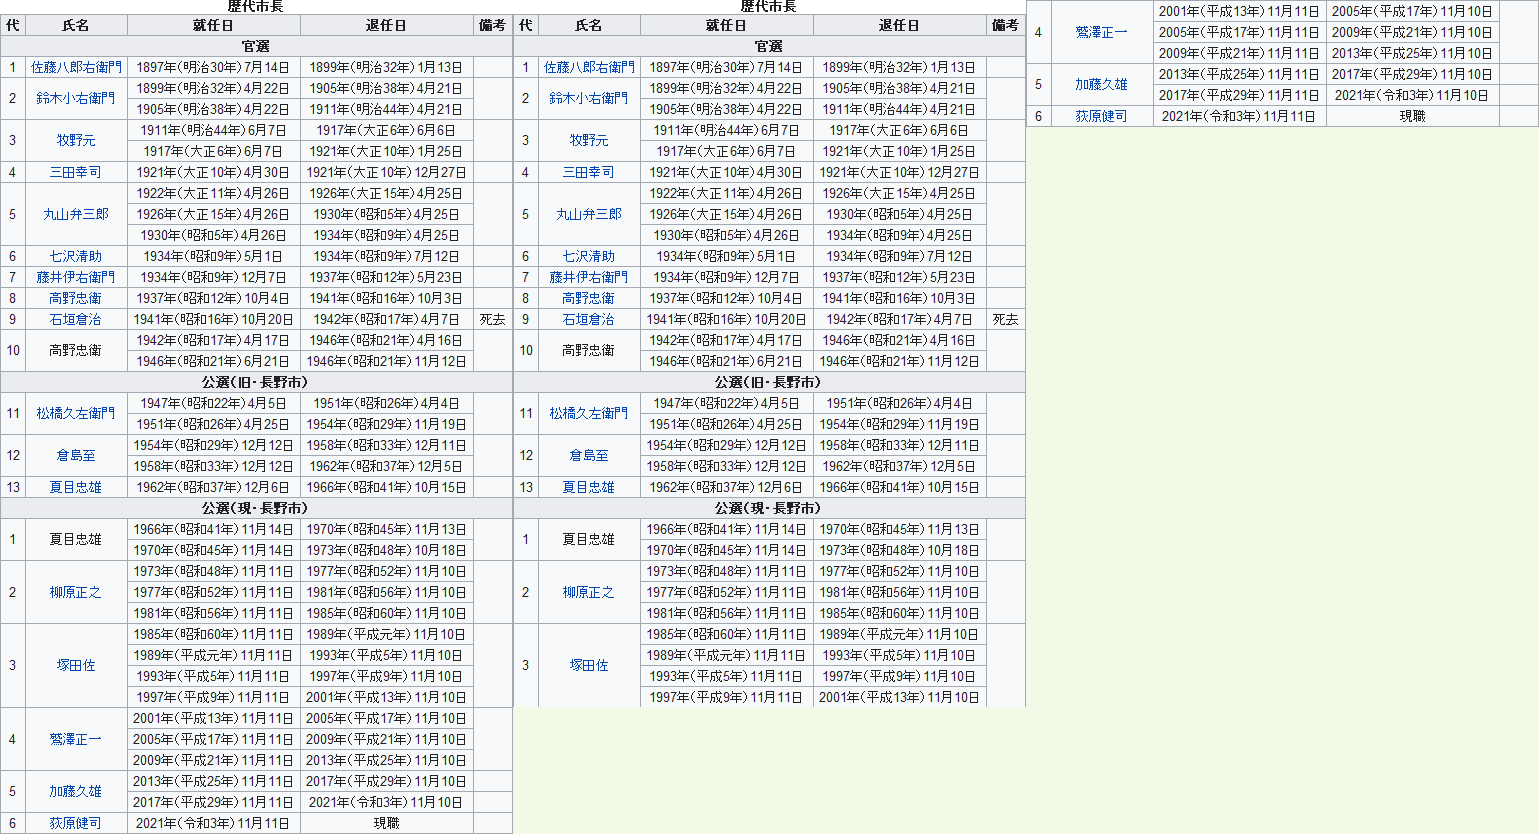 歴代市長
代 氏名 就任日 退任日 備考
官選
1 佐藤八郎右衛門 1897年(明治30年)7月14日 1899年(明治32年)1月13日
2 鈴木小右衛門 1899年(明治32年)4月22日 1905年(明治38年)4月21日
1905年(明治38年)4月22日 1911年(明治44年)4月21日
3 牧野元 1911年(明治44年)6月7日 1917年(大正6年)6月6日
1917年(大正6年)6月7日 1921年(大正10年)1月25日
4 三田幸司 1921年(大正10年)4月30日 1921年(大正10年)12月27日
5 丸山弁三郎 1922年(大正11年)4月26日 1926年(大正15年)4月25日
1926年(大正15年)4月26日 1930年(昭和5年)4月25日
1930年(昭和5年)4月26日 1934年(昭和9年)4月25日
6 七沢清助 1934年(昭和9年)5月1日 1934年(昭和9年)7月12日
7 藤井伊右衛門 1934年(昭和9年)12月7日 1937年(昭和12年)5月23日
8 高野忠衛 1937年(昭和12年)10月4日 1941年(昭和16年)10月3日
9 石垣倉治 1941年(昭和16年)10月20日 1942年(昭和17年)4月7日 死去
10 高野忠衛 1942年(昭和17年)4月17日 1946年(昭和21年)4月16日
1946年(昭和21年)6月21日 1946年(昭和21年)11月12日
公選(旧・長野市)
11 松橋久左衛門 1947年(昭和22年)4月5日 1951年(昭和26年)4月4日
1951年(昭和26年)4月25日 1954年(昭和29年)11月19日
12 倉島至 1954年(昭和29年)12月12日 1958年(昭和33年)12月11日
1958年(昭和33年)12月12日 1962年(昭和37年)12月5日
13 夏目忠雄 1962年(昭和37年)12月6日 1966年(昭和41年)10月15日
公選(現・長野市)
1 夏目忠雄 1966年(昭和41年)11月14日 1970年(昭和45年)11月13日
1970年(昭和45年)11月14日 1973年(昭和48年)10月18日
2 柳原正之 1973年(昭和48年)11月11日 1977年(昭和52年)11月10日
1977年(昭和52年)11月11日 1981年(昭和56年)11月10日
1981年(昭和56年)11月11日 1985年(昭和60年)11月10日
3 塚田佐 1985年(昭和60年)11月11日 1989年(平成元年)11月10日
1989年(平成元年)11月11日 1993年(平成5年)11月10日
1993年(平成5年)11月11日 1997年(平成9年)11月10日
1997年(平成9年)11月11日 2001年(平成13年)11月10日
4 鷲澤正一 2001年(平成13年)11月11日 2005年(平成17年)11月10日
2005年(平成17年)11月11日 2009年(平成21年)11月10日
2009年(平成21年)11月11日 2013年(平成25年)11月10日
5 加藤久雄 2013年(平成25年)11月11日 2017年(平成29年)11月10日
2017年(平成29年)11月11日 2021年(令和3年)11月10日
6 荻原健司 2021年(令和3年)11月11日 現職
歴代市長
代 氏名 就任日 退任日 備考
官選
1 佐藤八郎右衛門 1897年(明治30年)7月14日 1899年(明治32年)1月13日
2 鈴木小右衛門 1899年(明治32年)4月22日 1905年(明治38年)4月21日
1905年(明治38年)4月22日 1911年(明治44年)4月21日
3 牧野元 1911年(明治44年)6月7日 1917年(大正6年)6月6日
1917年(大正6年)6月7日 1921年(大正10年)1月25日
4 三田幸司 1921年(大正10年)4月30日 1921年(大正10年)12月27日
5 丸山弁三郎 1922年(大正11年)4月26日 1926年(大正15年)4月25日
1926年(大正15年)4月26日 1930年(昭和5年)4月25日
1930年(昭和5年)4月26日 1934年(昭和9年)4月25日
6 七沢清助 1934年(昭和9年)5月1日 1934年(昭和9年)7月12日
7 藤井伊右衛門 1934年(昭和9年)12月7日 1937年(昭和12年)5月23日
8 高野忠衛 1937年(昭和12年)10月4日 1941年(昭和16年)10月3日
9 石垣倉治 1941年(昭和16年)10月20日 1942年(昭和17年)4月7日 死去
10 高野忠衛 1942年(昭和17年)4月17日 1946年(昭和21年)4月16日
1946年(昭和21年)6月21日 1946年(昭和21年)11月12日
公選(旧・長野市)
11 松橋久左衛門 1947年(昭和22年)4月5日 1951年(昭和26年)4月4日
1951年(昭和26年)4月25日 1954年(昭和29年)11月19日
12 倉島至 1954年(昭和29年)12月12日 1958年(昭和33年)12月11日
1958年(昭和33年)12月12日 1962年(昭和37年)12月5日
13 夏目忠雄 1962年(昭和37年)12月6日 1966年(昭和41年)10月15日
公選(現・長野市)
1 夏目忠雄 1966年(昭和41年)11月14日 1970年(昭和45年)11月13日
1970年(昭和45年)11月14日 1973年(昭和48年)10月18日
2 柳原正之 1973年(昭和48年)11月11日 1977年(昭和52年)11月10日
1977年(昭和52年)11月11日 1981年(昭和56年)11月10日
1981年(昭和56年)11月11日 1985年(昭和60年)11月10日
3 塚田佐 1985年(昭和60年)11月11日 1989年(平成元年)11月10日
1989年(平成元年)11月11日 1993年(平成5年)11月10日
1993年(平成5年)11月11日 1997年(平成9年)11月10日
1997年(平成9年)11月11日 2001年(平成13年)11月10日
4 鷲澤正一 2001年(平成13年)11月11日 2005年(平成17年)11月10日
2005年(平成17年)11月11日 2009年(平成21年)11月10日
2009年(平成21年)11月11日 2013年(平成25年)11月10日
5 加藤久雄 2013年(平成25年)11月11日 2017年(平成29年)11月10日
2017年(平成29年)11月11日 2021年(令和3年)11月10日
6 荻原健司 2021年(令和3年)11月11日 現職